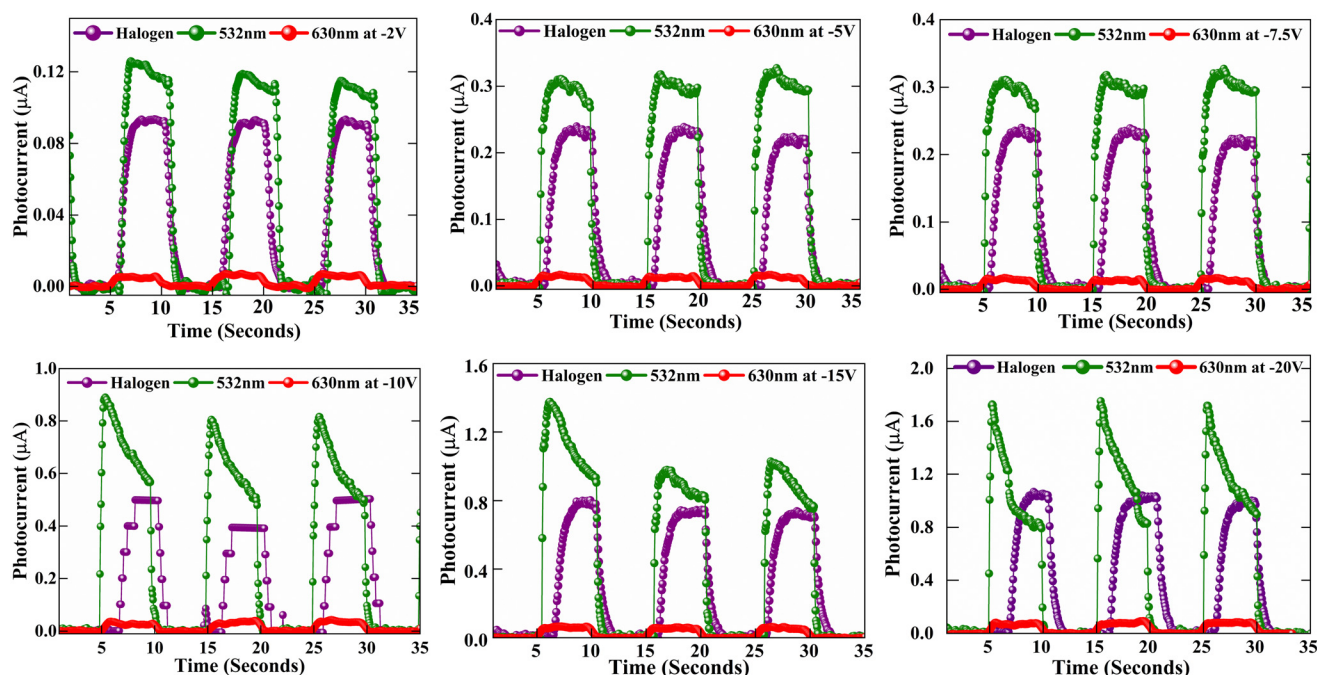 Halogen 532nm 630nm at -2V
Photocurrent (μA)
0.12
0.08
0.04
0.00
5 10 15 20 25 30 35
Time (Seconds)
Halogen 532nm 630nm at -5V
Photocurrent (μA)
0.4
0.3
0.2
0.1
0.0
5 10 15 20 25 30 35
Time (Seconds)
Halogen 532nm 630nm at -7.5V
Photocurrent (μA)
0.4
0.3
0.2
0.1
0.0
5 10 15 20 25 30 35
Time (Seconds)
Halogen 532nm 630nm at -10V
Photocurrent (μA)
1.0
0.8
0.6
0.4
0.2
0.0
5 10 15 20 25 30 35
Time (Seconds)
Halogen 532nm 630nm at -15V
Photocurrent (μA)
1.6
1.2
0.8
0.4
0.0
5 10 15 20 25 30 35
Time (Seconds)
Halogen 532nm 630nm at -20V
Photocurrent (μA)
2.0
1.6
1.2
0.8
0.4
0.0
5 10 15 20 25 30 35
Time (Seconds)